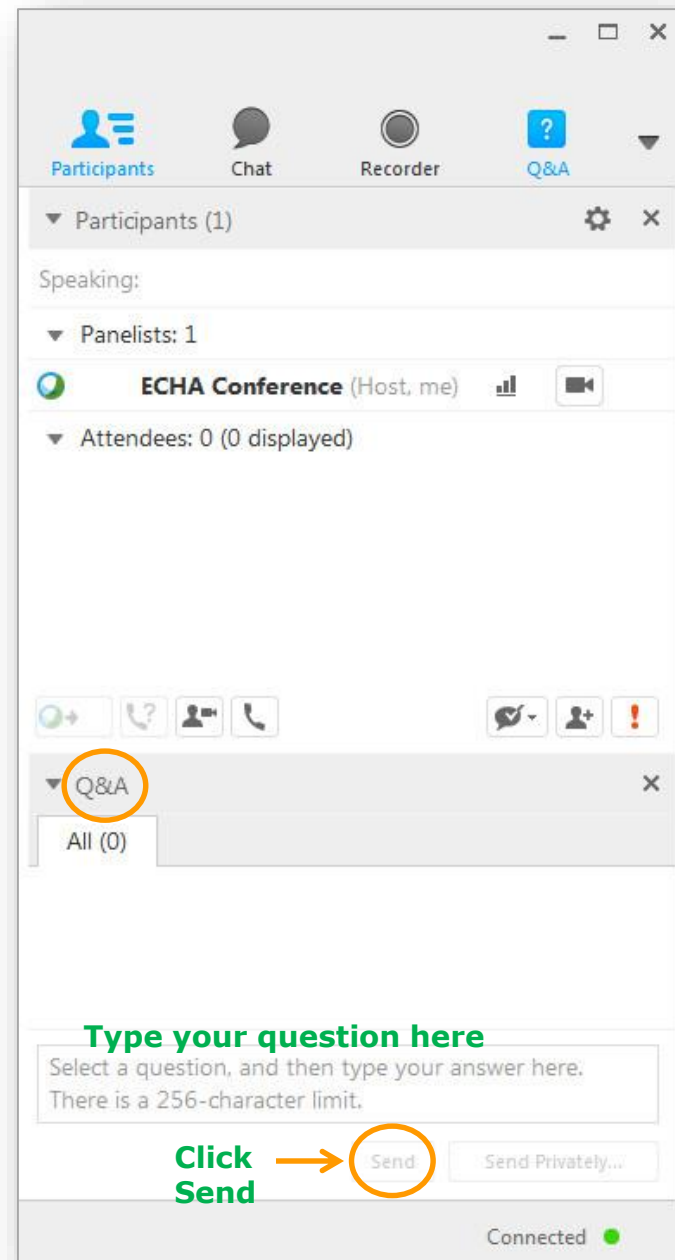 Participants
Chat
Recorder
?
Q&A
Participants (1)
Speaking:
Panelists: 1
ECHA Conference (Host, me)
Attendees: 0 (0 displayed)
?
!
Q&A
All (0)
Type your question here
Select a question, and then type your answer here.
There is a 256-character limit.
Click
Send
Send
Send Privately...
Connected